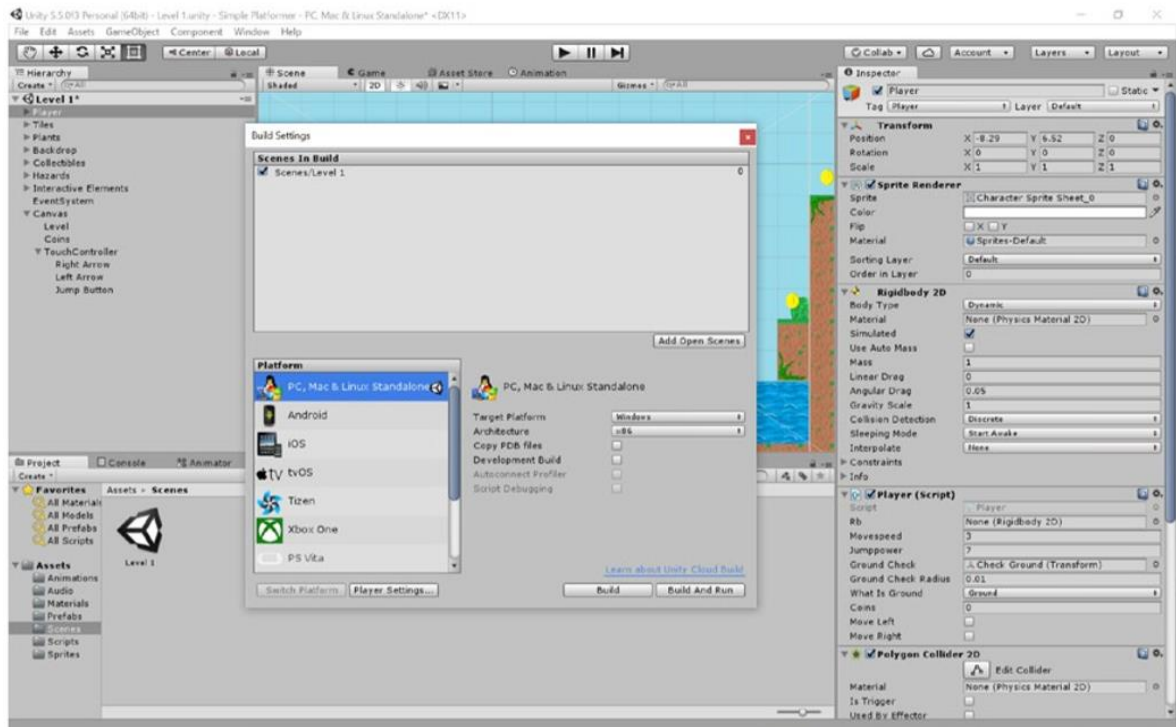 Unity 5.5.0f3 Personal (64bit) - Level 1.unity - Simple Platformer - PC, Mac & Linux Standalone* <DX11>
File Edit Assets GameObject Component Window Help
Center Local
Collab Account Layers Layout
Hierarchy
Create
Level 1*
Player
Tiles
Plants
Backdrop
Collectibles
Hazards
Interactive Elements
EventSystem
Canvas
Level
Coins
TouchController
Right Arrow
Left Arrow
Jump Button
Scene Game Asset Store Animation
Shaded 2D Gizmos
Build Settings
Scenes In Build
Scenes/Level 1 0
Add Open Scenes
Platform
PC, Mac & Linux Standalone
Android
iOS
tv tvOS
Tizen
Xbox One
PS Vita
PC, Mac & Linux Standalone
Target Platform Windows
Architecture x86
Copy PDB files
Development Build
Autoconnect Profiler
Script Debugging
Learn about Unity Cloud Build
Switch Platform Player Settings... Build Build And Run
Project Console Animator
Create
Favorites
All Materials
All Models
All Prefabs
All Scripts
Assets
Animations
Audio
Materials
Prefabs
Scenes
Scripts
Sprites
Assets Scenes
Level 1
Inspector
Player Static
Tag Player Layer Default
Transform
Position X -8.29 Y 6.52 Z 0
Rotation X 0 Y 0 Z 0
Scale X 1 Y 1 Z 1
Sprite Renderer
Sprite Character Sprite Sheet_0
Color
Flip X Y
Material Sprites-Default
Sorting Layer Default
Order in Layer 0
Rigidbody 2D
Body Type Dynamic
Material None (Physics Material 2D)
Simulated
Use Auto Mass
Mass 1
Linear Drag 0
Angular Drag 0.05
Gravity Scale 1
Collision Detection Discrete
Sleeping Mode Start Awake
Interpolate None
Constraints
Info
Player (Script)
Script Player
Rb None (Rigidbody 2D)
Movespeed 3
Jumppower 7
Ground Check Check Ground (Transform)
Ground Check Radius 0.01
What Is Ground Ground
Coins 0
Move Left
Move Right
Polygon Collider 2D
Edit Collider
Material None (Physics Material 2D)
Is Trigger
Used By Effector